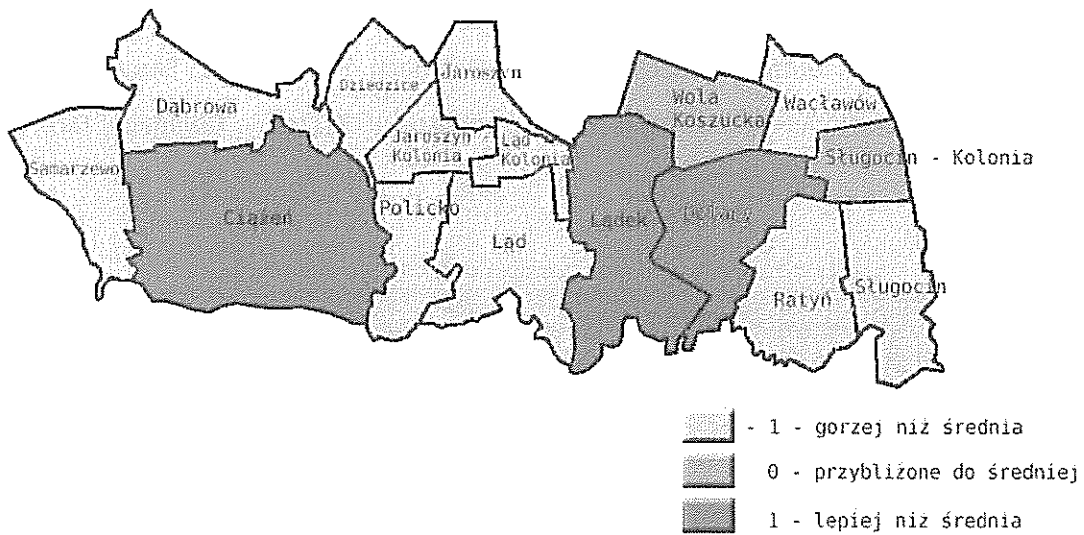 Dąbrowa
Dziedzice
Jaroszyn
Wola
Koszucka
Wacławów
Samarzewo
Jaroszyn
Kolonia
Ląd
Kolonia
Sługocin - Kolonia
Ciążeń
Policko
Ląd
Lądek
Dolany
Ratyń
Sługocin
- 1 - gorzej niż średnia
0 - przybliżone do średniej
1 - lepiej niż średnia